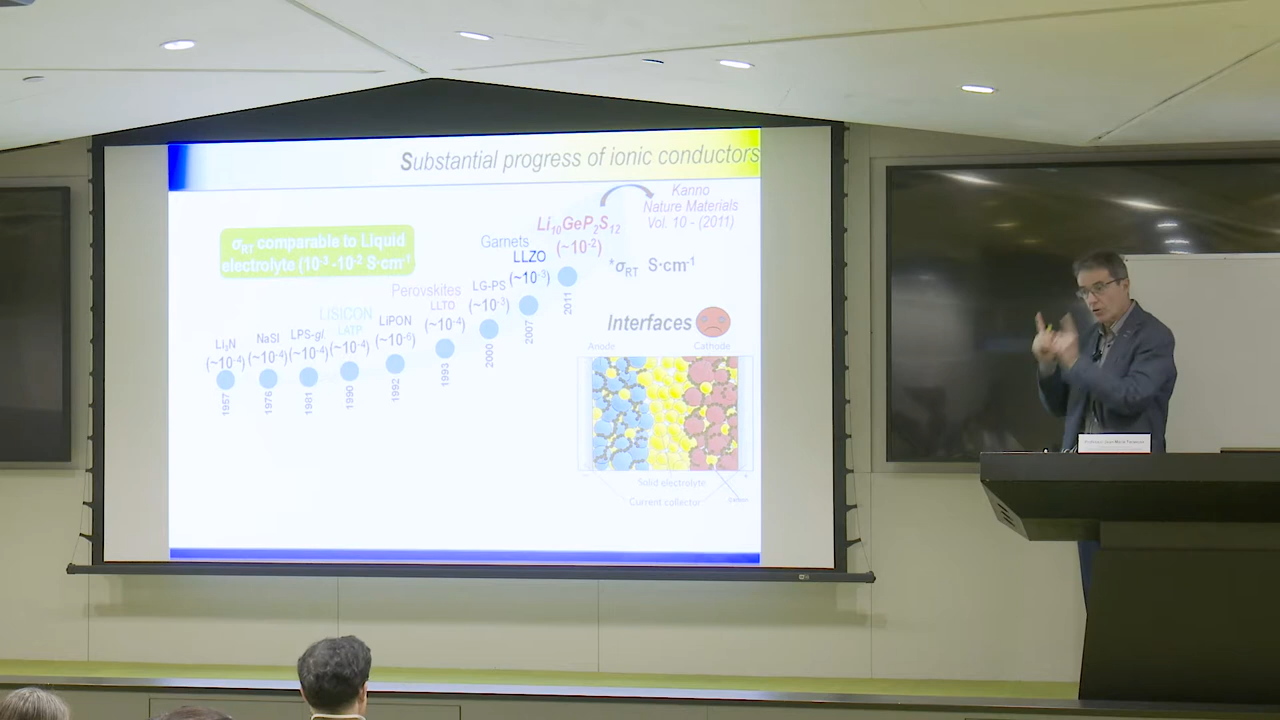 Substantial progress of ionic conductors
Kanno
Nature Materials
Vol. 10 - (2011)
Li10GeP2S12
(~10-2)
σRT comparable to Liquid
electrolyte (10-3 -10-2 S·cm-1
Garnets
LLZO
(~10-3)
*σRT S·cm-1
Perovskites
LLTO
(~10-4)
LG-PS
(~10-3)
LISICON
LATP
(~10-4)
LiPON
(~10-6)
Li3N
(~10-4)
NaSI
(~10-4)
LPS-gl.
(~10-4)
1957
1976
1981
1990
1992
1993
2000
2007
2011
Interfaces
Anode
Cathode
Solid electrolyte
Current collector